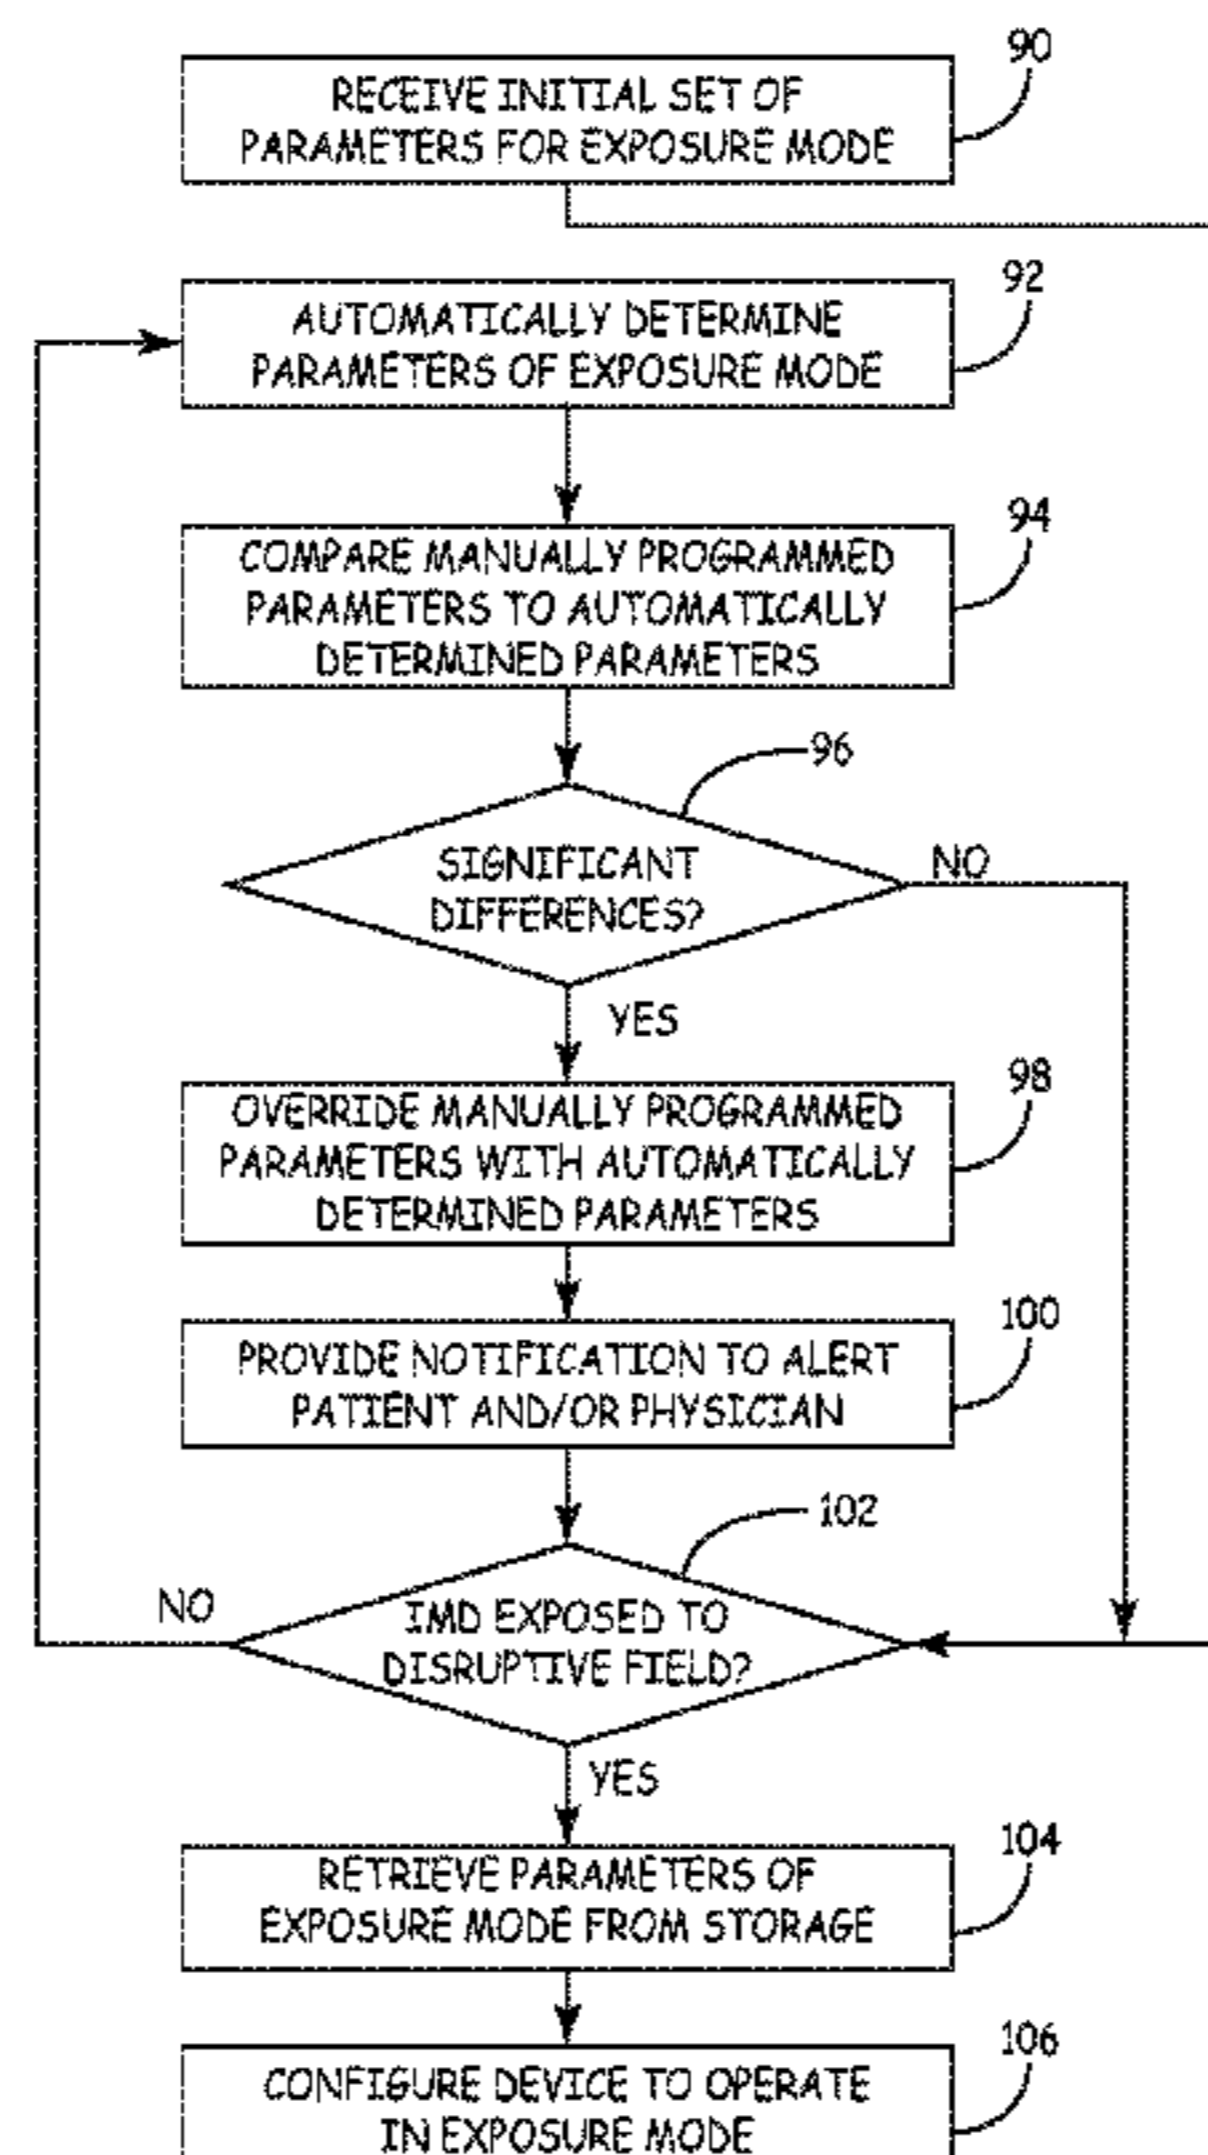 90
RECEIVE INITIAL SET OF
PARAMETERS FOR EXPOSURE MODE
92
AUTOMATICALLY DETERMINE
PARAMETERS OF EXPOSURE MODE
94
COMPARE MANUALLY PROGRAMMED
PARAMETERS TO AUTOMATICALLY
DETERMINED PARAMETERS
96
SIGNIFICANT
DIFFERENCES?
NO
YES
98
OVERRIDE MANUALLY PROGRAMMED
PARAMETERS WITH AUTOMATICALLY
DETERMINED PARAMETERS
100
PROVIDE NOTIFICATION TO ALERT
PATIENT AND/OR PHYSICIAN
102
NO
IMD EXPOSED TO
DISRUPTIVE FIELD?
YES
104
RETRIEVE PARAMETERS OF
EXPOSURE MODE FROM STORAGE
106
CONFIGURE DEVICE TO OPERATE
IN EXPOSURE MODE